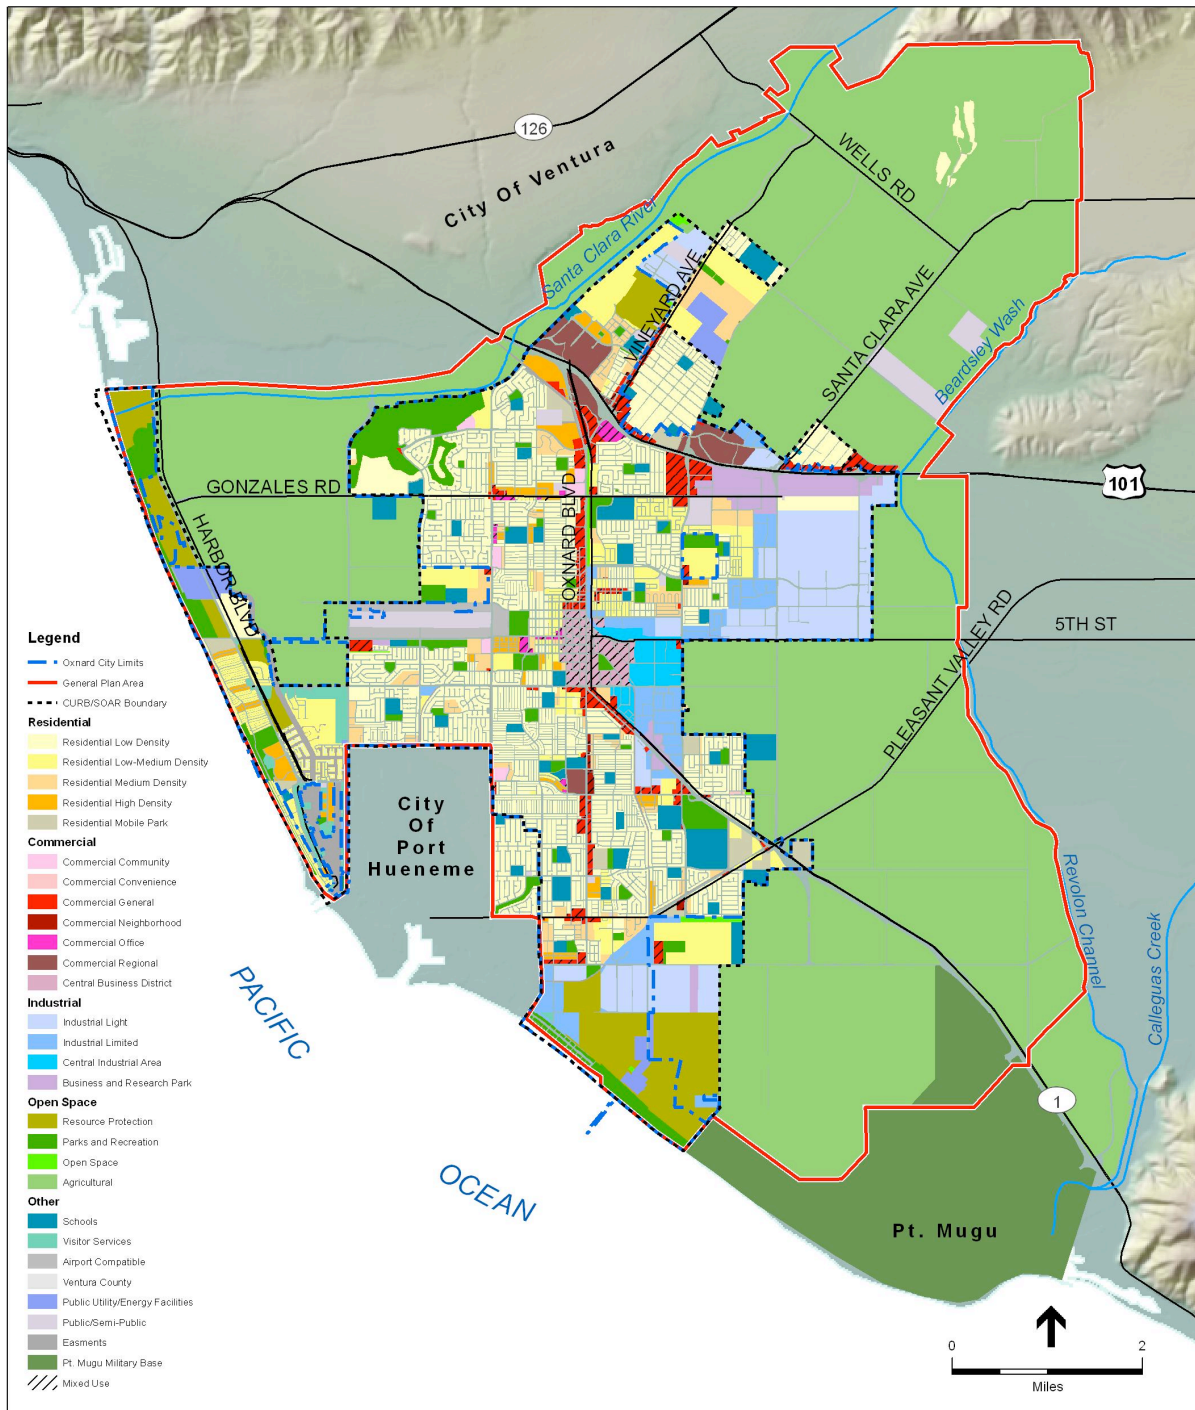 126
City Of Ventura
WELLS RD
Santa Clara River
VINEYARD AVE
SANTA CLARA AVE
Beardsley Wash
101
GONZALES RD
OXNARD BLVD
HARBOR BLVD
PLEASANT VALLEY RD
5TH ST
City
Of
Port
Hueneme
Revolon Channel
Calleguas Creek
PACIFIC
OCEAN
1
Pt. Mugu
Legend
Oxnard City Limits
General Plan Area
CURB/SOAR Boundary
Residential
Residential Low Density
Residential Low-Medium Density
Residential Medium Density
Residential High Density
Residential Mobile Park
Commercial
Commercial Community
Commercial Convenience
Commercial General
Commercial Neighborhood
Commercial Office
Commercial Regional
Central Business District
Industrial
Industrial Light
Industrial Limited
Central Industrial Area
Business and Research Park
Open Space
Resource Protection
Parks and Recreation
Open Space
Agricultural
Other
Schools
Visitor Services
Airport Compatible
Ventura County
Public Utility/Energy Facilities
Public/Semi-Public
Easments
Pt. Mugu Military Base
Mixed Use
0 2
Miles